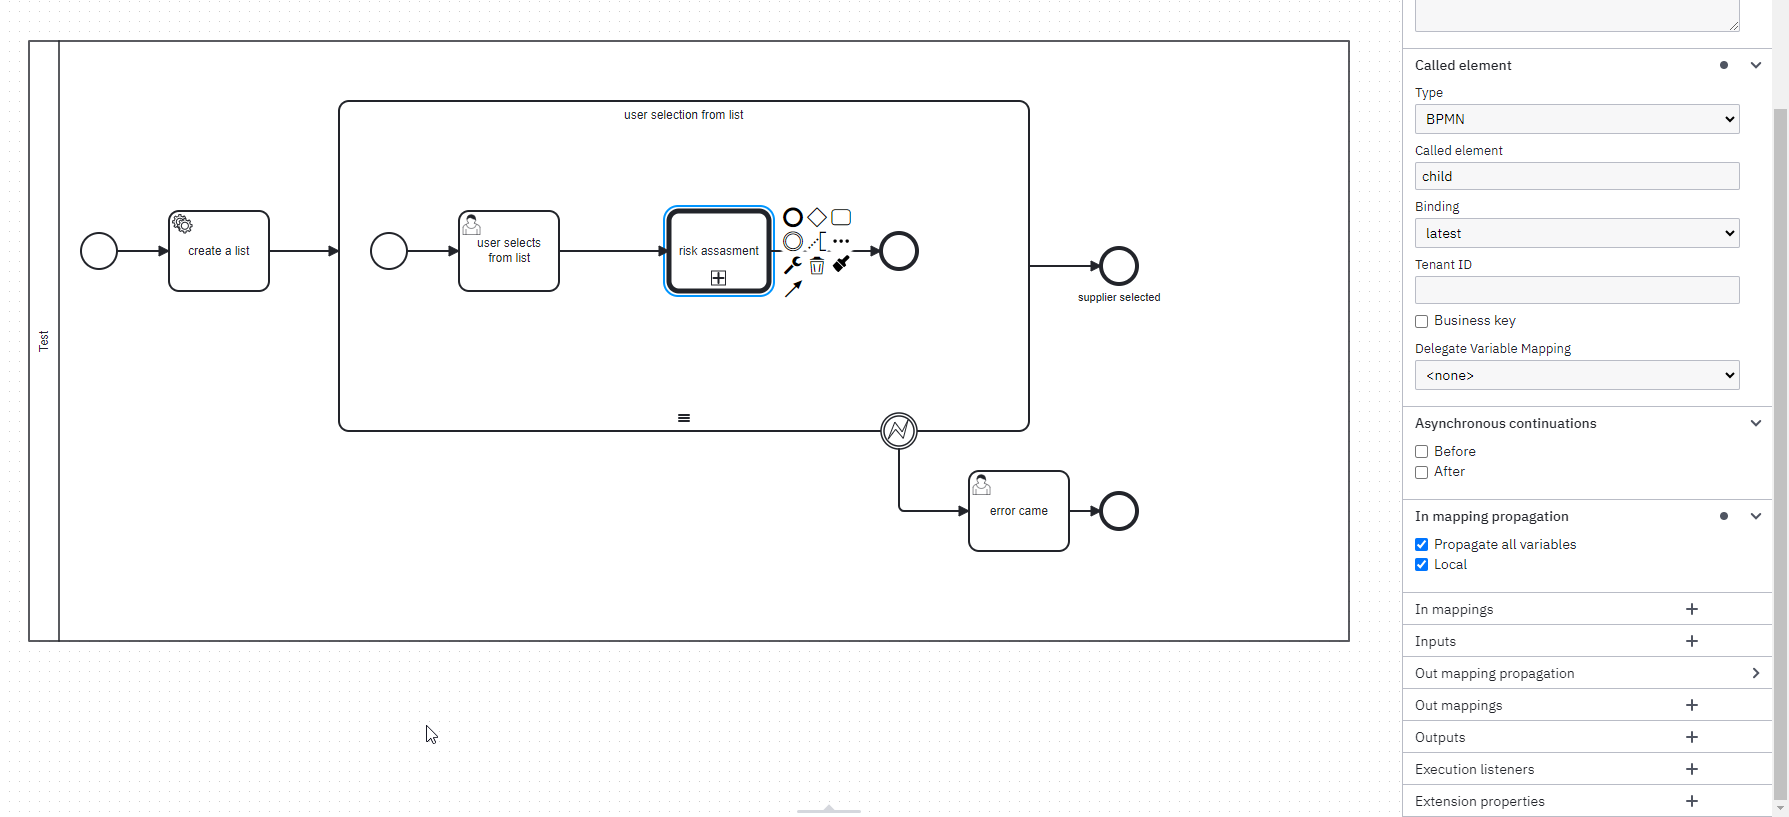 Test
user selection from list
create a list
user selects
from list
risk assasment
supplier selected
error came
Called element
Type
BPMN
Called element
child
Binding
latest
Tenant ID
Business key
Delegate Variable Mapping
<none>
Asynchronous continuations
Before
After
In mapping propagation
Propagate all variables
Local
In mappings
Inputs
Out mapping propagation
Out mappings
Outputs
Execution listeners
Extension properties